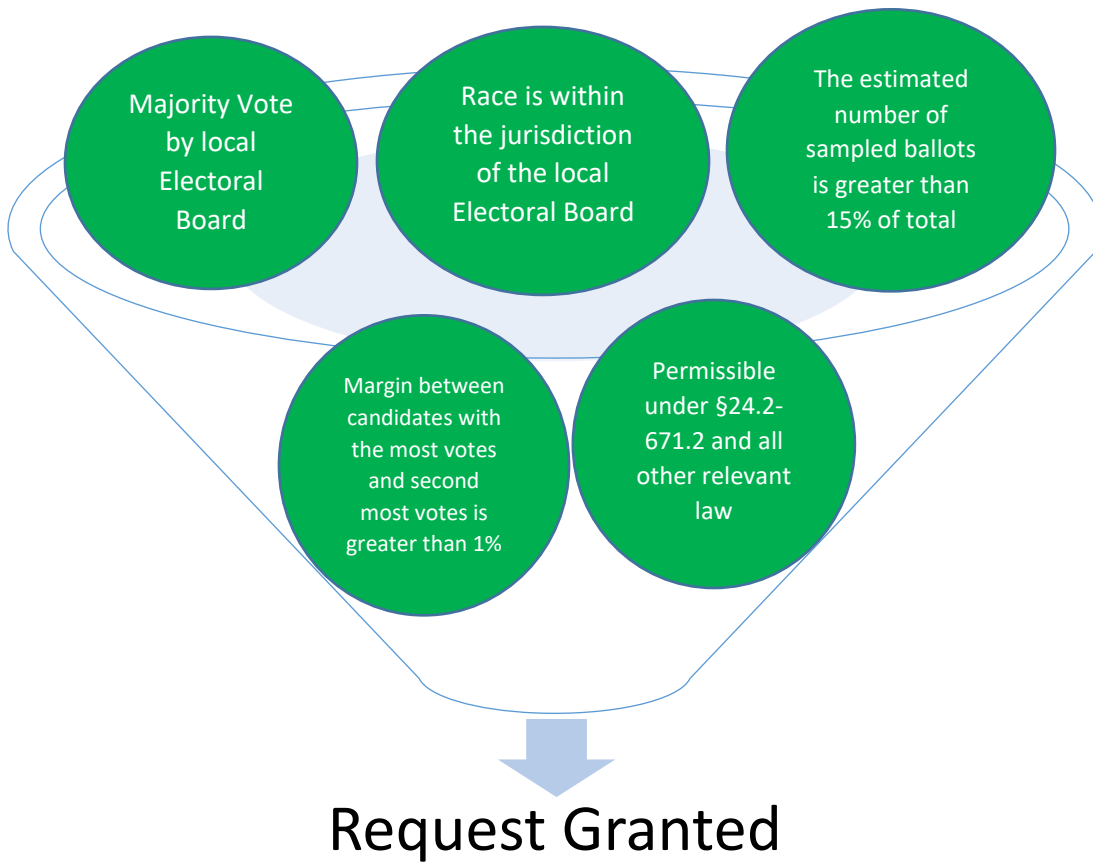 Majority Vote
by local
Electoral
Board
Race is within
the jurisdiction
of the local
Electoral Board
The estimated
number of
sampled ballots
is greater than
15% of total
Margin between
candidates with
the most votes
and second
most votes is
greater than 1%
Permissible
under §24.2-
671.2 and all
other relevant
law
Request Granted